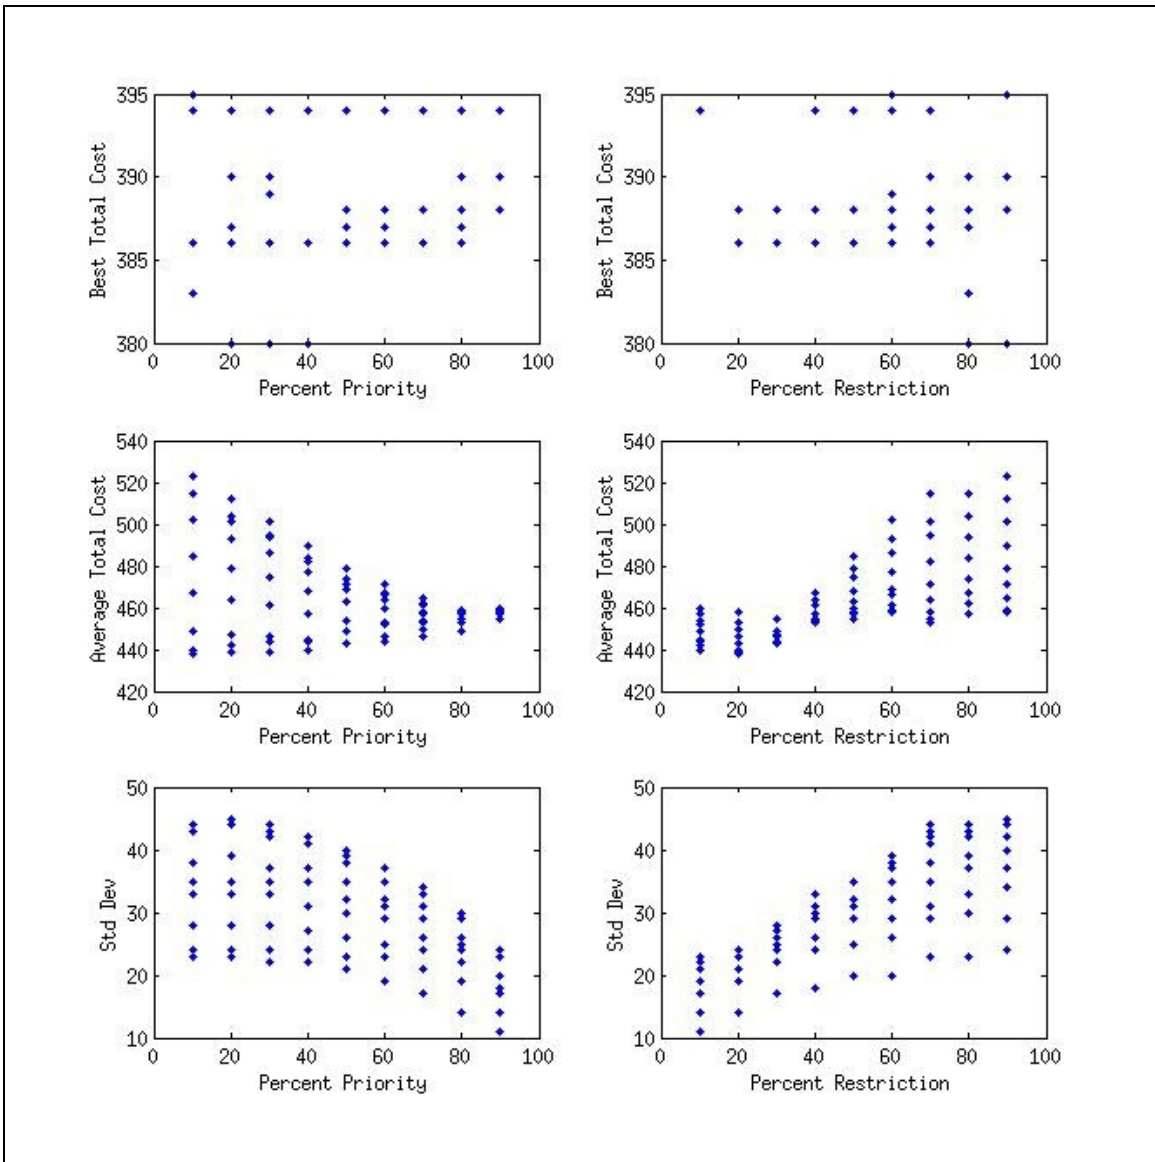 395
390
385
380
Best Total Cost
0 20 40 60 80 100
Percent Priority
395
390
385
380
Best Total Cost
0 20 40 60 80 100
Percent Restriction
540
520
500
480
460
440
420
Average Total Cost
0 20 40 60 80 100
Percent Priority
540
520
500
480
460
440
420
Average Total Cost
0 20 40 60 80 100
Percent Restriction
50
40
30
20
10
Std Dev
0 20 40 60 80 100
Percent Priority
50
40
30
20
10
Std Dev
0 20 40 60 80 100
Percent Restriction